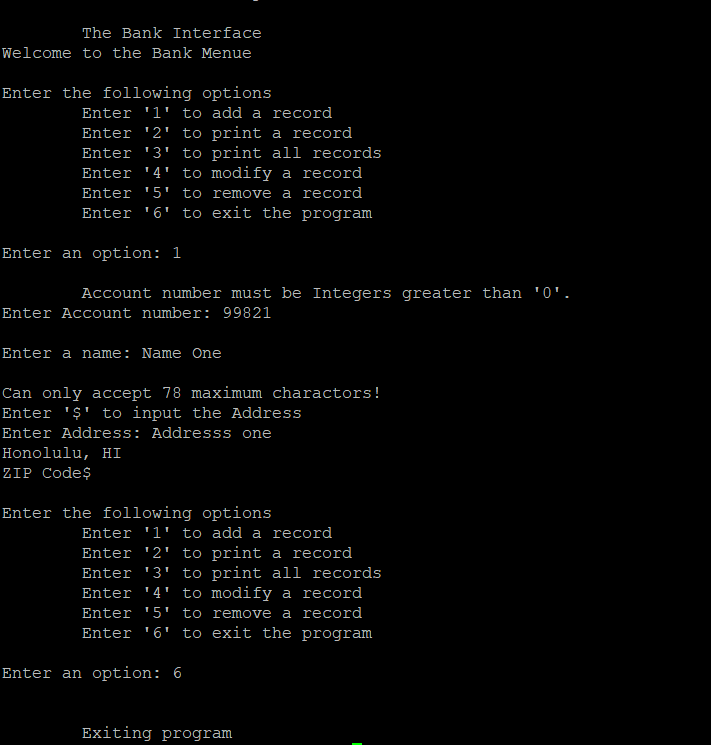 The Bank Interface
Welcome to the Bank Menue
Enter the following options
Enter '1' to add a record
Enter '2' to print a record
Enter '3' to print all records
Enter '4' to modify a record
Enter '5' to remove a record
Enter '6' to exit the program
Enter an option: 1
Account number must be Integers greater than '0'.
Enter Account number: 99821
Enter a name: Name One
Can only accept 78 maximum charactors!
Enter '$' to input the Address
Enter Address: Addresss one
Honolulu, HI
ZIP Code$
Enter the following options
Enter '1' to add a record
Enter '2' to print a record
Enter '3' to print all records
Enter '4' to modify a record
Enter '5' to remove a record
Enter '6' to exit the program
Enter an option: 6
Exiting program